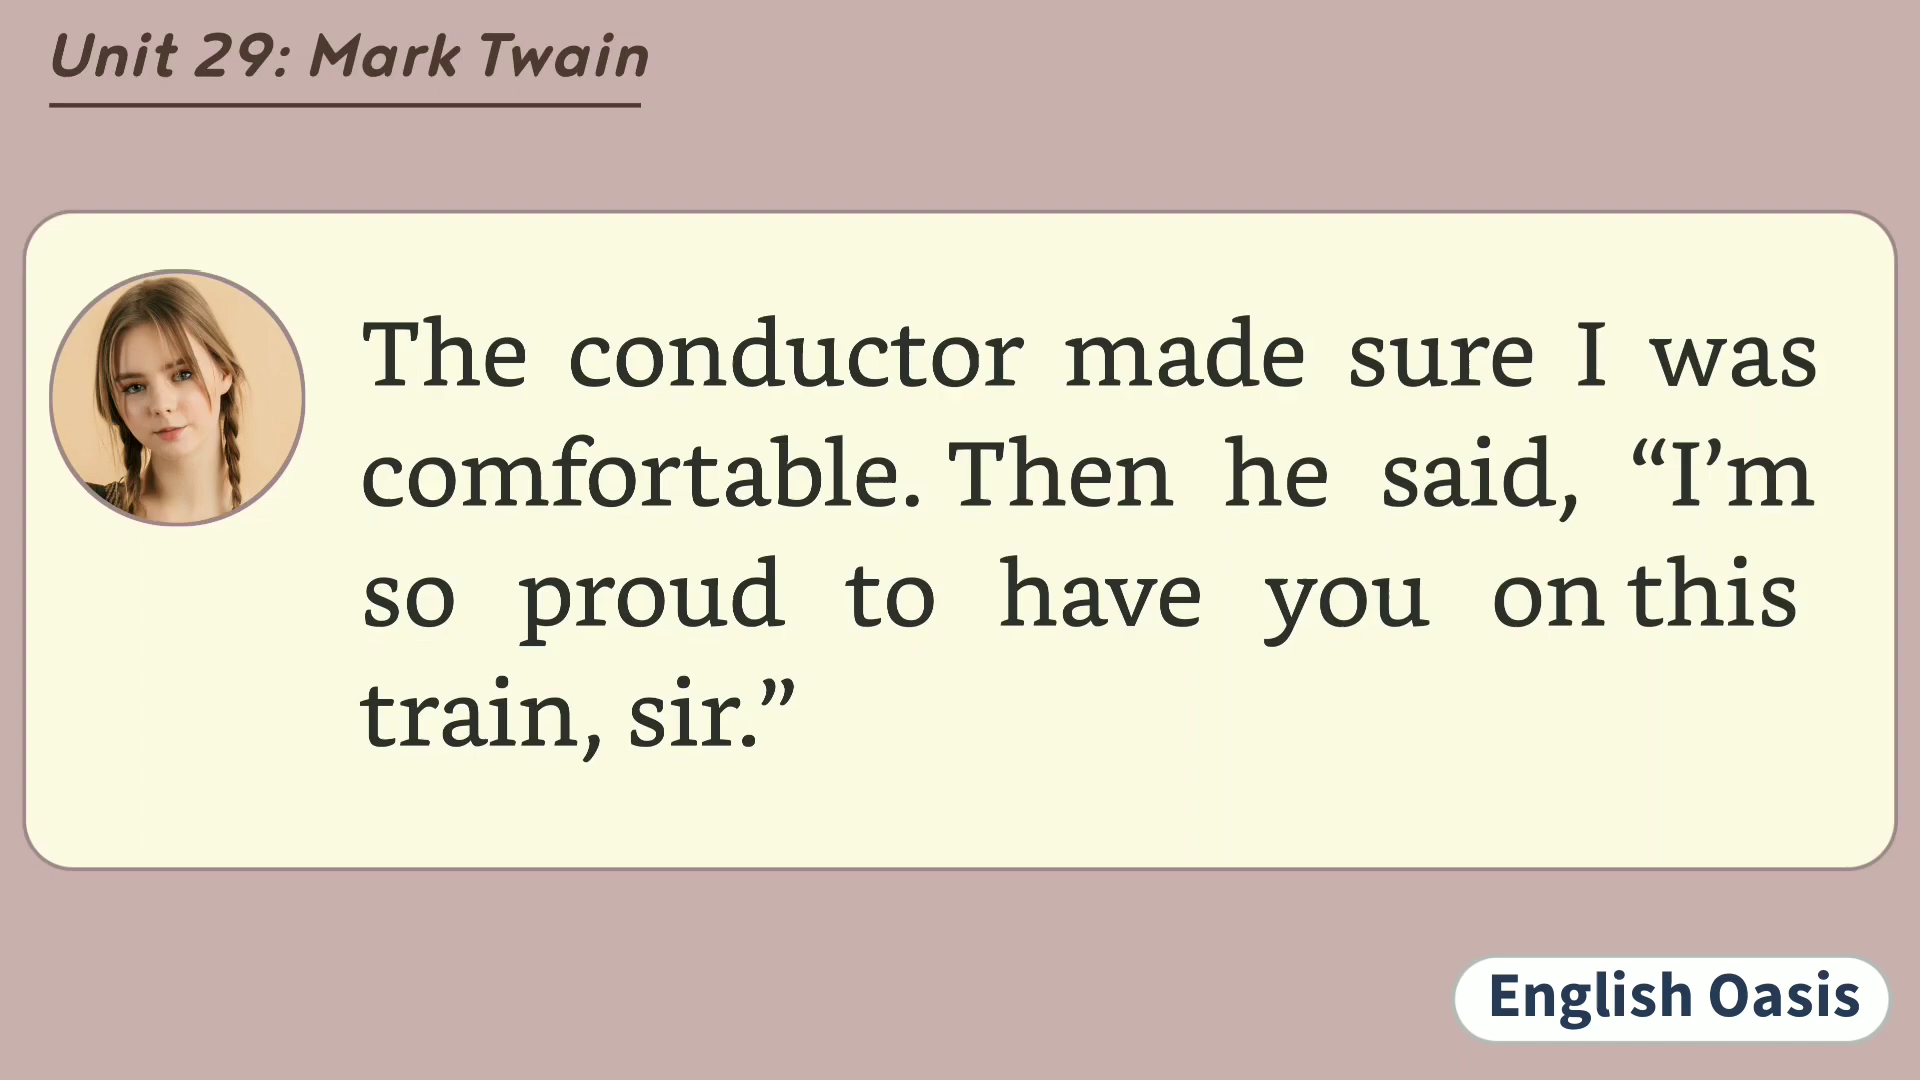 Unit 29: Mark Twain
The conductor made sure I was
comfortable. Then he said, “I’m
so proud to have you on this
train, sir.”
English Oasis